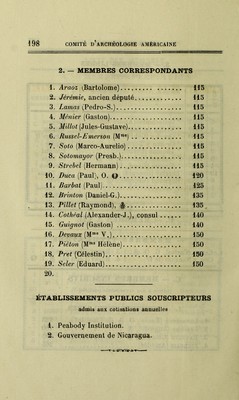 198 COMITÉ D'ARCHÉOLOGIE AMÉRICAINE
2. — MEMBRES CORRESPONDANTS
1. Araoz (Bartolome)................ 115
2. Jérémie, ancien député............ 115
3. Lamas (Pedro-S.)................ 115
4. Ménier (Gaston)................ 115
5. Millot (Jules-Gustave)............ 115
6. Russel-Emerson (Mme) ............ 115
7. Soto (Marco-Aurelio)............ 115
8. Sotomayor (Presb.)................ 115
9. Strebel (Hermann)................ 115
10. Duca (Paul), O. ................ 120
11. Barbat (Paul)................ 125
12. Brinton (Daniel-G.)................ 135
13. Pillet (Raymond), ................ 135
14. Cothéal (Alexander-J.), consul ...... 140
15. Guignot (Gaston) ................ 140
16. Devaux (Mme V.)................ 150
17. Piéton (Mme Hélène)................ 150
18. Pret (Célestin)................ 150
19. Seler (Eduard)................ 150
20.
ÉTABLISSEMENTS PUBLICS SOUSCRIPTEURS
admis aux cotisations annuelles
1. Peabody Institution.
2. Gouvernement de Nicaragua.